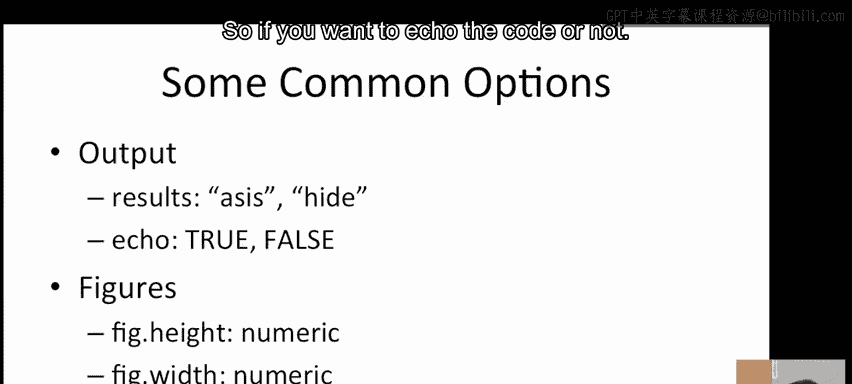 GPT中英字幕课程资源@bilibili.com
So if you want to echo the code or not.
Some Common Options
• Output
– results: “asis”, “hide”
– echo: TRUE, FALSE
• Figures
– fig.height: numeric
– fig.width: numeric